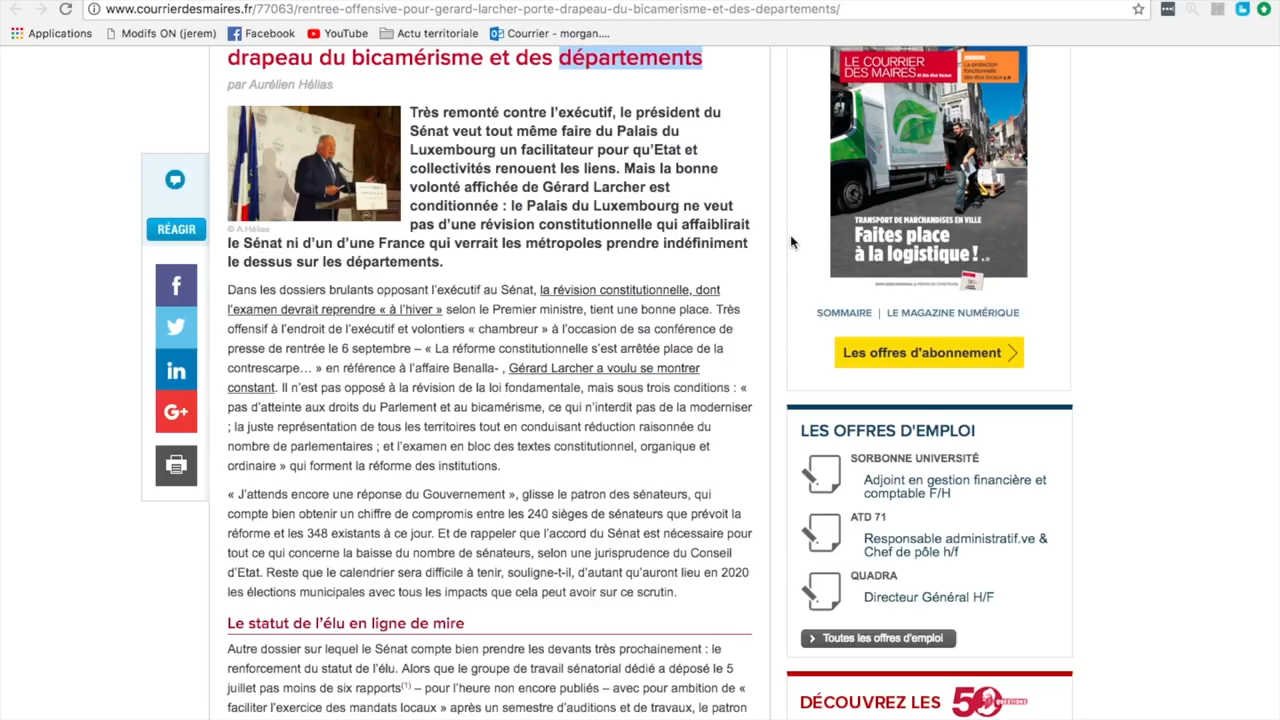 www.courrierdesmaires.fr/77063/rentree-offensive-pour-gerard-larcher-porte-drapeau-du-bicamerisme-et-des-departements/
Applications
Modifs ON (jerem)
Facebook
YouTube
Actu territoriale
Courrier - morgan....
drapeau du bicamérisme et des départements
par Aurélien Hélias
Très remonté contre l'exécutif, le président du
Sénat veut tout même faire du Palais du
Luxembourg un facilitateur pour qu'Etat et
collectivités renouent les liens. Mais la bonne
volonté affichée de Gérard Larcher est
conditionnée : le Palais du Luxembourg ne veut
pas d'une révision constitutionnelle qui affaiblirait
© A.Hélias
le Sénat ni d'un d'une France qui verrait les métropoles prendre indéfiniment
le dessus sur les départements.
RÉAGIR
Dans les dossiers brulants opposant l'exécutif au Sénat, la révision constitutionnelle, dont
l'examen devrait reprendre « à l'hiver » selon le Premier ministre, tient une bonne place. Très
offensif à l'endroit de l'exécutif et volontiers « chambreur » à l'occasion de sa conférence de
presse de rentrée le 6 septembre – « La réforme constitutionnelle s'est arrêtée place de la
contrescarpe… » en référence à l'affaire Benalla- , Gérard Larcher a voulu se montrer
constant. Il n'est pas opposé à la révision de la loi fondamentale, mais sous trois conditions : «
pas d'atteinte aux droits du Parlement et au bicamérisme, ce qui n'interdit pas de la moderniser
; la juste représentation de tous les territoires tout en conduisant réduction raisonnée du
nombre de parlementaires ; et l'examen en bloc des textes constitutionnel, organique et
ordinaire » qui forment la réforme des institutions.
« J'attends encore une réponse du Gouvernement », glisse le patron des sénateurs, qui
compte bien obtenir un chiffre de compromis entre les 240 sièges de sénateurs que prévoit la
réforme et les 348 existants à ce jour. Et de rappeler que l'accord du Sénat est nécessaire pour
tout ce qui concerne la baisse du nombre de sénateurs, selon une jurisprudence du Conseil
d'Etat. Reste que le calendrier sera difficile à tenir, souligne-t-il, d'autant qu'auront lieu en 2020
les élections municipales avec tous les impacts que cela peut avoir sur ce scrutin.
Le statut de l'élu en ligne de mire
Autre dossier sur lequel le Sénat compte bien prendre les devants très prochainement : le
renforcement du statut de l'élu. Alors que le groupe de travail sénatorial dédié a déposé le 5
juillet pas moins de six rapports(1) – pour l'heure non encore publiés – avec pour ambition de «
faciliter l'exercice des mandats locaux » après un semestre d'auditions et de travaux, le patron
LE COURRIER
DES MAIRES
La protection
fonctionnelle
des élus locaux
TRANSPORT DE MARCHANDISES EN VILLE
Faites place
à la logistique !
SOMMAIRE | LE MAGAZINE NUMÉRIQUE
Les offres d'abonnement
LES OFFRES D'EMPLOI
SORBONNE UNIVERSITÉ
Adjoint en gestion financière et
comptable F/H
ATD 71
Responsable administratif.ve &
Chef de pôle h/f
QUADRA
Directeur Général H/F
Toutes les offres d'emploi
DÉCOUVREZ LES 50 QUESTIONS